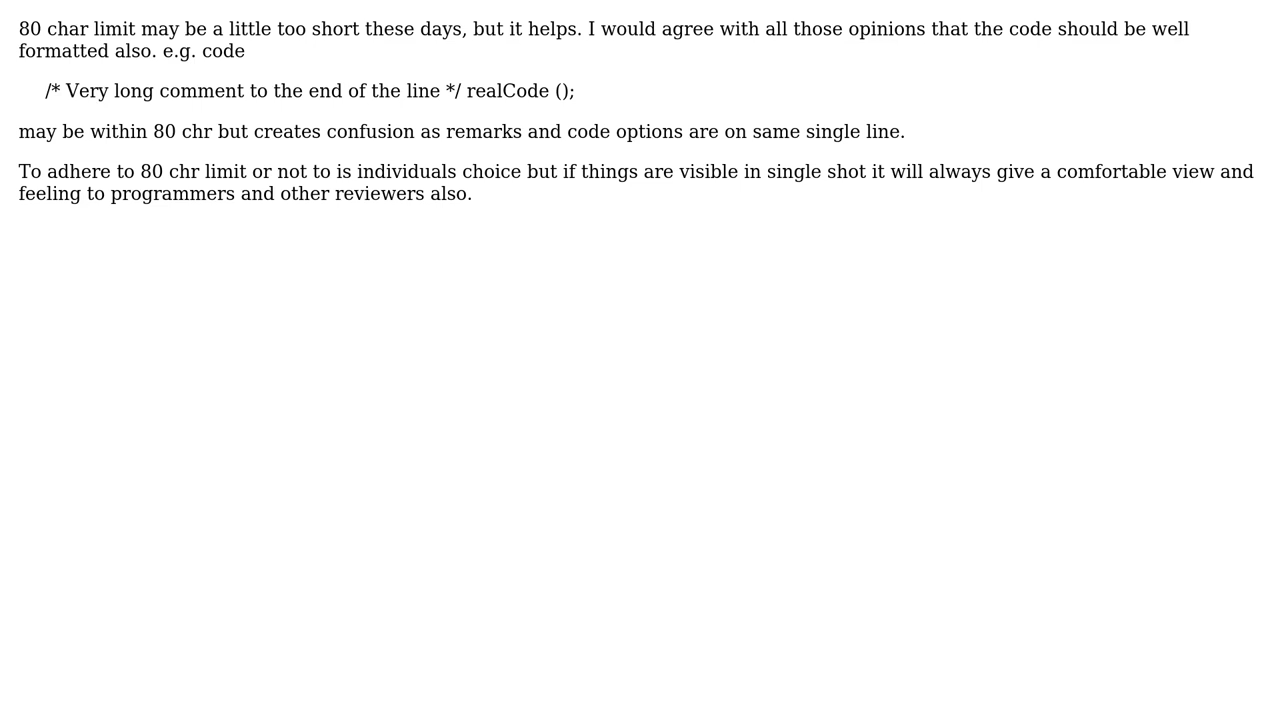 80 char limit may be a little too short these days, but it helps. I would agree with all those opinions that the code should be well
formatted also. e.g. code
/* Very long comment to the end of the line */ realCode ();
may be within 80 chr but creates confusion as remarks and code options are on same single line.
To adhere to 80 chr limit or not to is individuals choice but if things are visible in single shot it will always give a comfortable view and
feeling to programmers and other reviewers also.